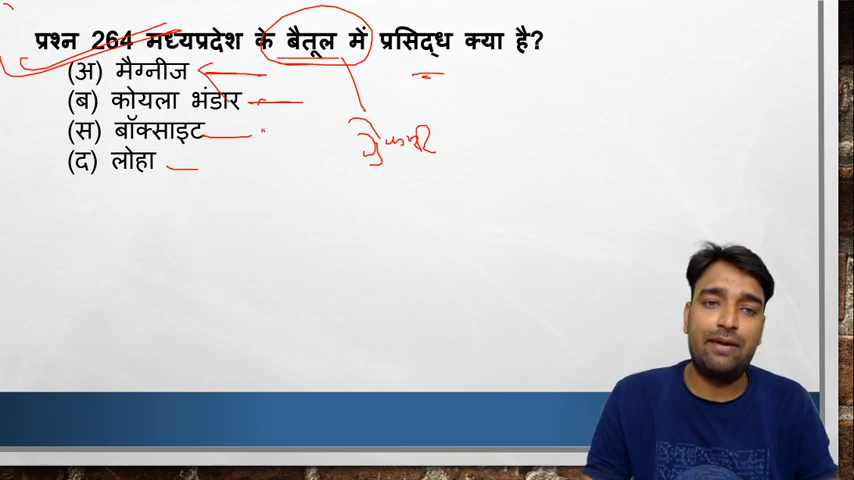 प्रश्न 264 मध्यप्रदेश के बैतूल में प्रसिद्ध क्या है?
(अ) मैग्नीज
(ब) कोयला भंडार
(स) बॉक्साइट
(द) लोहा